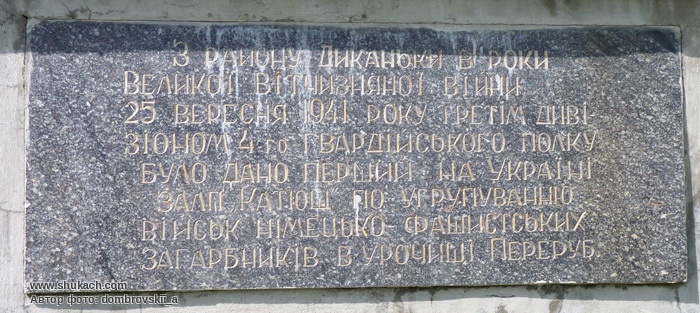 З РАЙОНУ ДИКАНЬКИ В РОКИ
ВЕЛИКОЇ ВІТЧИЗНЯНОЇ ВІЙНИ
25 ВЕРЕСНЯ 1941 РОКУ ТРЕТІМ ДИВІ-
ЗІОНОМ 4-го ГВАРДІЙСЬКОГО ПОЛКУ
БУЛО ДАНО ПЕРШИЙ НА УКРАЇНІ
ЗАЛП КАТЮШ ПО УГРУПУВАННЮ
ВІЙСЬК НІМЕЦЬКО-ФАШИСТСЬКИХ
ЗАГАРБНИКІВ В УРОЧИЩІ ПЕРЕРУБ.
www.shukach.com
Автор фото: dombrovskii_a